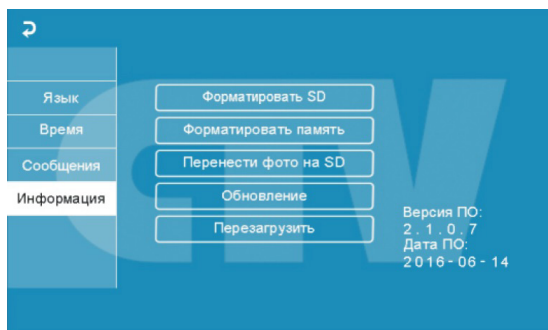 Язык
Время
Сообщения
Информация
Форматировать SD
Форматировать память
Перенести фото на SD
Обновление
Перезагрузить
Версия ПО:
2.1.0.7
Дата ПО:
2016-06-14